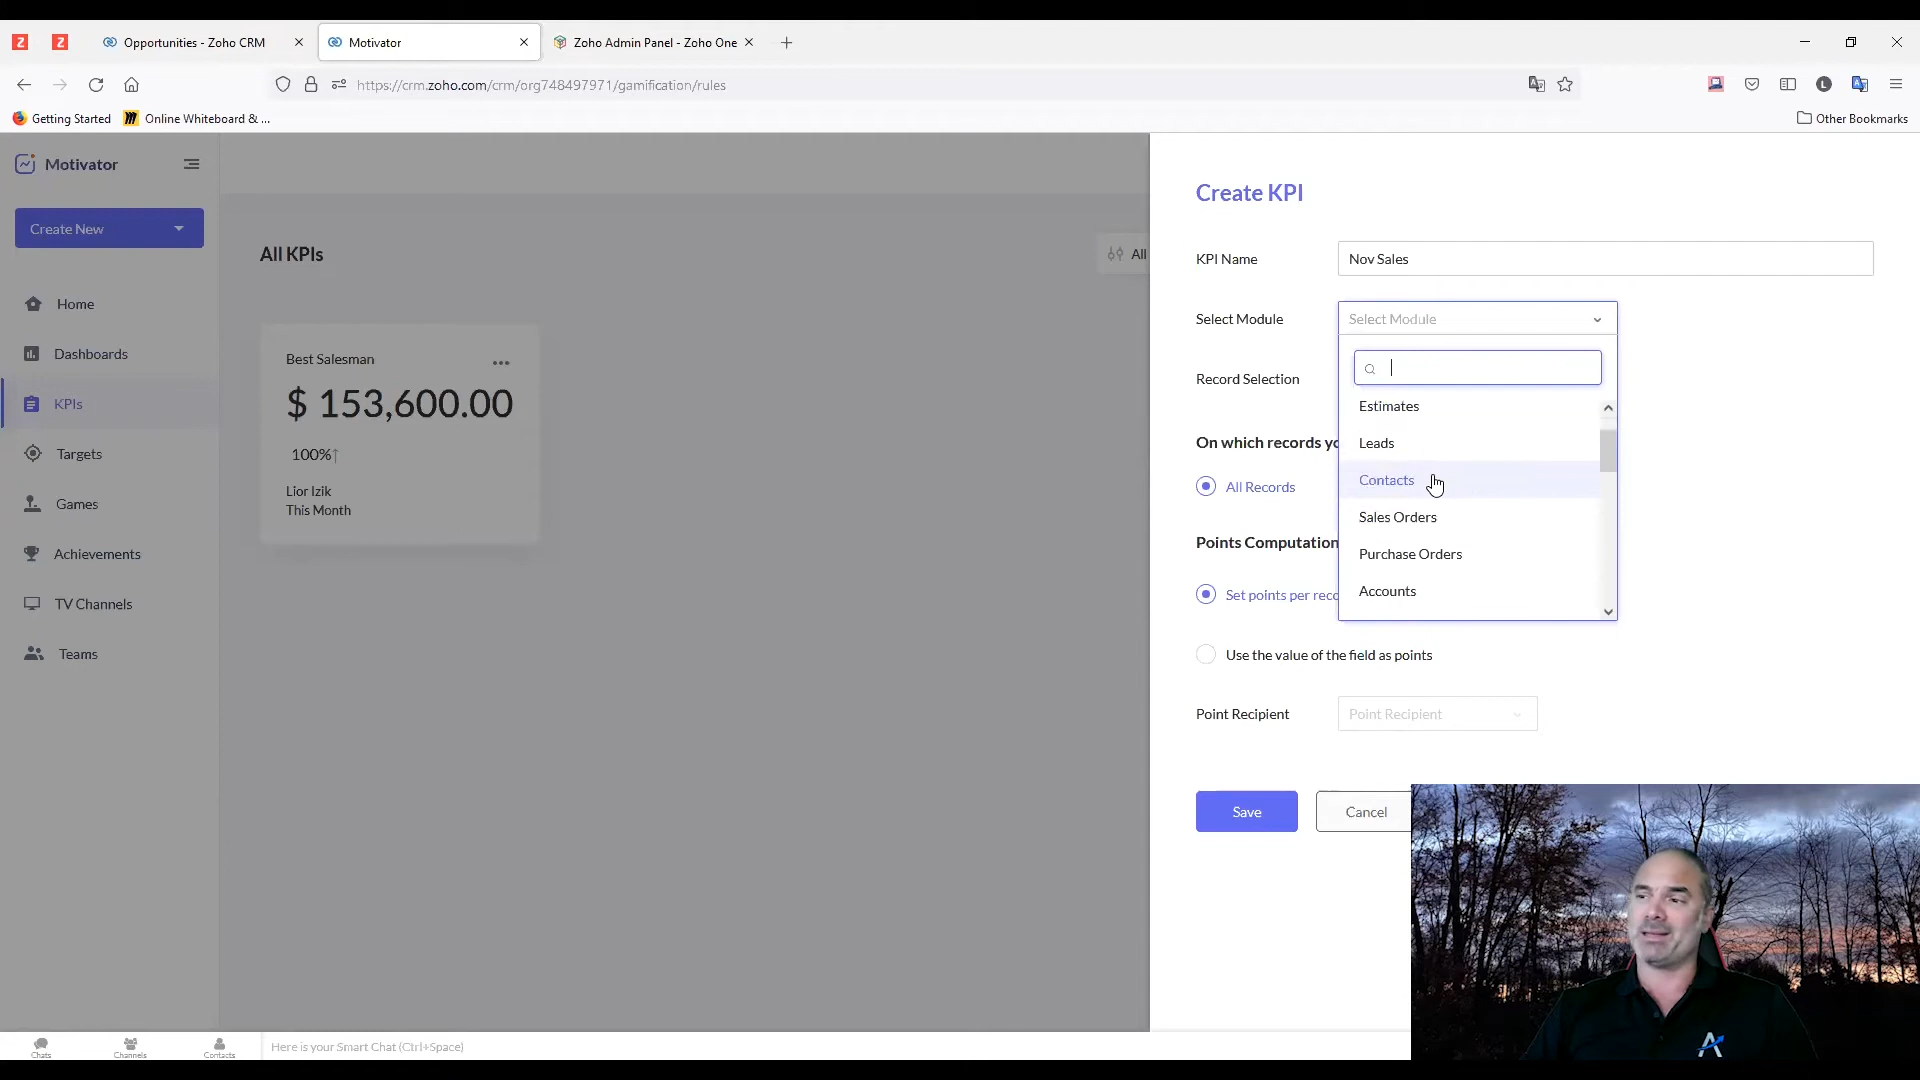 Opportunities - Zoho CRM
Motivator
Zoho Admin Panel - Zoho One
https://crm.zoho.com/crm/org748497971/gamification/rules
Getting Started
Online Whiteboard & ...
Other Bookmarks
Motivator
Create New
Home
Dashboards
KPIs
Targets
Games
Achievements
TV Channels
Teams
All KPIs
All
Best Salesman
$ 153,600.00
100%↑
Lior Izik
This Month
Create KPI
KPI Name
Nov Sales
Select Module
Select Module
Record Selection
Estimates
Leads
Contacts
Sales Orders
Purchase Orders
Accounts
On which records yo
All Records
Points Computation
Set points per reco
Use the value of the field as points
Point Recipient
Point Recipient
Save
Cancel
Chats
Channels
Contacts
Here is your Smart Chat (Ctrl+Space)